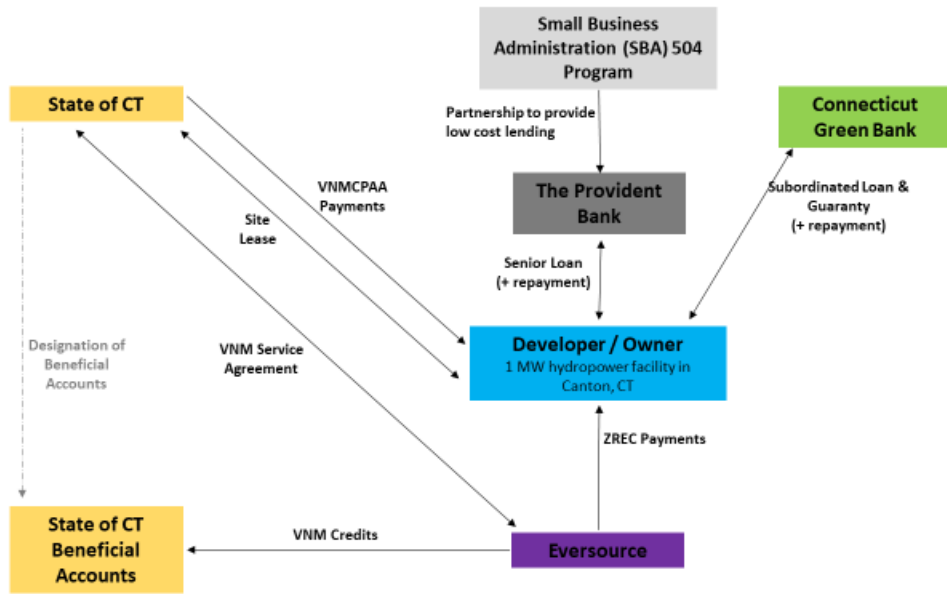 Small Business
Administration (SBA) 504
Program
State of CT
Connecticut
Green Bank
Partnership to provide
low cost lending
The Provident
Bank
VNMCPAA
Payments
Subordinated Loan &
Guaranty
(+ repayment)
Site
Lease
Senior Loan
(+ repayment)
Designation of
Beneficial
Accounts
VNM Service
Agreement
Developer / Owner
1 MW hydropower facility in
Canton, CT
ZREC Payments
State of CT
Beneficial
Accounts
VNM Credits
Eversource